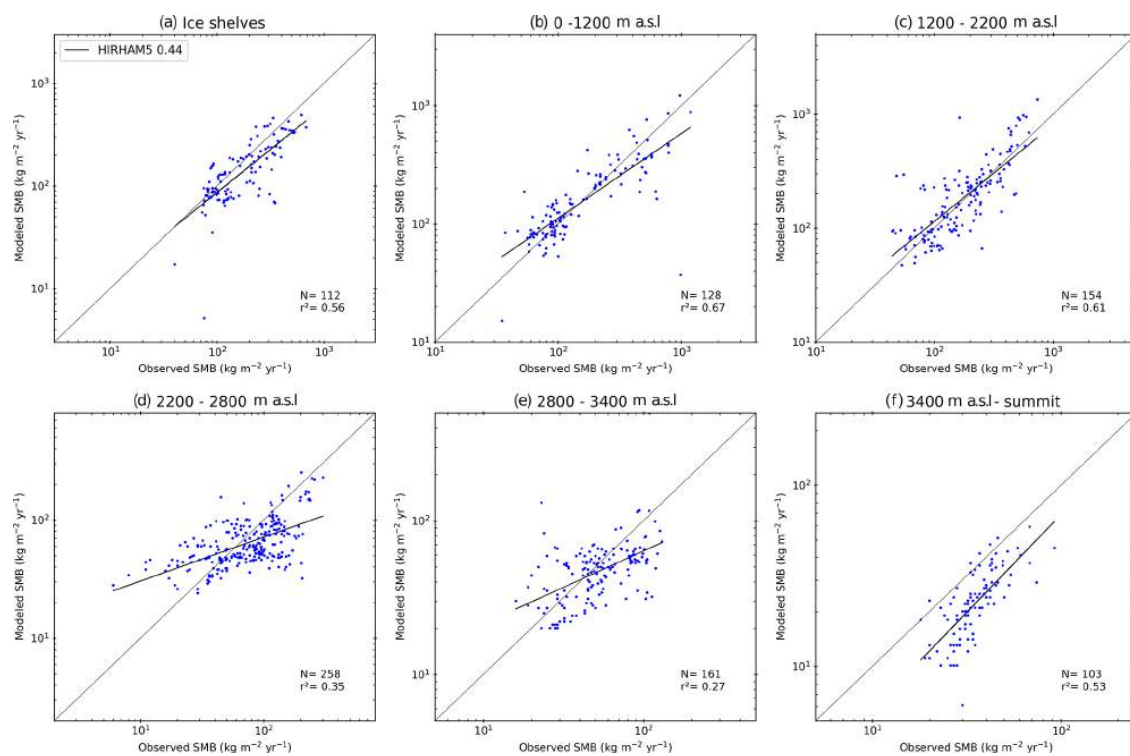 (a) Ice shelves
HIRHAM5 0.44
Modeled SMB (kg m⁻² yr⁻¹)
10³
10²
10¹
N= 112
r²= 0.56
10¹ 10² 10³
Observed SMB (kg m⁻² yr⁻¹)
(b) 0 -1200 m a.s.l
Modeled SMB (kg m⁻² yr⁻¹)
10³
10²
10¹
N= 128
r²= 0.67
10¹ 10² 10³
Observed SMB (kg m⁻² yr⁻¹)
(c) 1200 - 2200 m a.s.l
Modeled SMB (kg m⁻² yr⁻¹)
10³
10²
10¹
N= 154
r²= 0.61
10¹ 10² 10³
Observed SMB (kg m⁻² yr⁻¹)
(d) 2200 - 2800 m a.s.l
Modeled SMB (kg m⁻² yr⁻¹)
10²
10¹
N= 258
r²= 0.35
10¹ 10²
Observed SMB (kg m⁻² yr⁻¹)
(e) 2800 - 3400 m a.s.l
Modeled SMB (kg m⁻² yr⁻¹)
10²
10¹
N= 161
r²= 0.27
10¹ 10²
Observed SMB (kg m⁻² yr⁻¹)
(f) 3400 m a.s.l- summit
Modeled SMB (kg m⁻² yr⁻¹)
10²
10¹
N= 103
r²= 0.53
10¹ 10²
Observed SMB (kg m⁻² yr⁻¹)